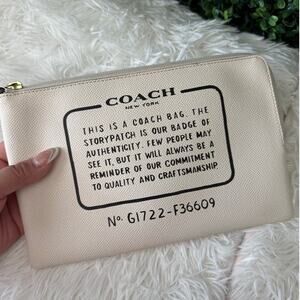 COACH
NEW YORK
THIS IS A COACH BAG. THE
STORYPATCH IS OUR BADGE OF
AUTHENTICITY. FEW PEOPLE MAY
SEE IT, BUT IT WILL ALWAYS BE A
REMINDER OF OUR COMMITMENT
TO QUALITY AND CRAFTSMANSHIP.
No. G1722-F36609